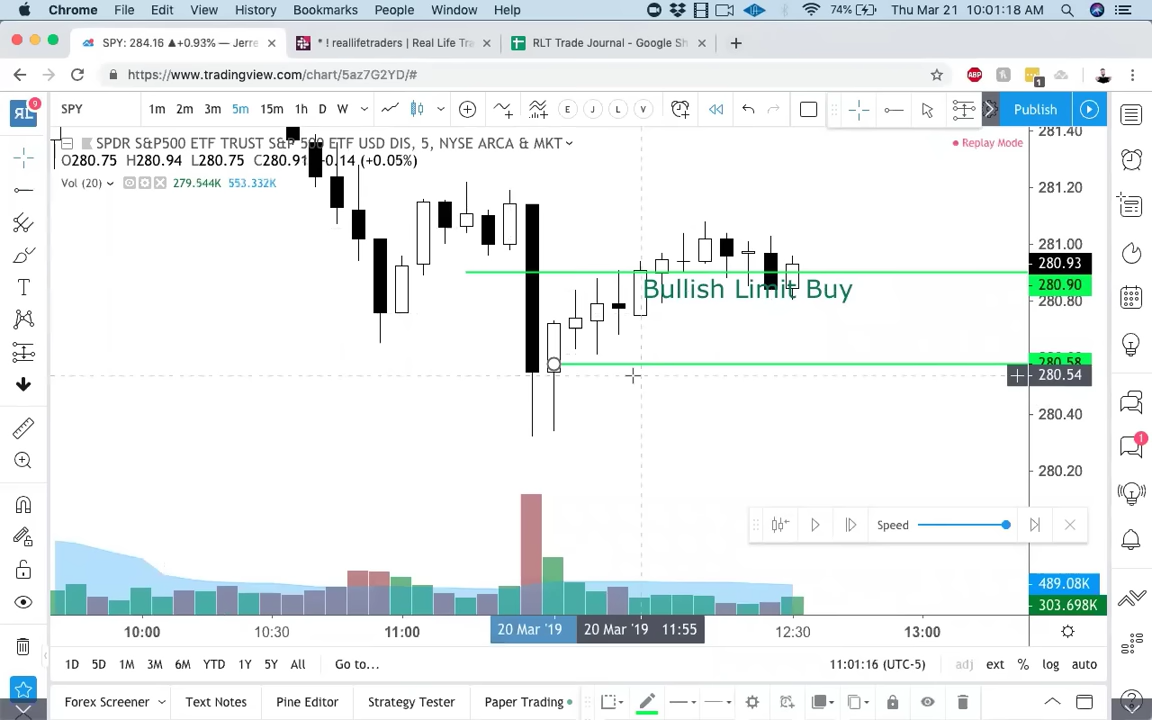 Chrome File Edit View History Bookmarks People Window Help 74% Thu Mar 21 10:01:18 AM
SPY: 284.16 ▲+0.93% — Jerre × * ! reallifetraders | Real Life Tra × RLT Trade Journal - Google Sh × +
https://www.tradingview.com/chart/5az7G2YD/#
ABP 1
9 SPY 1m 2m 3m 5m 15m 1h D W E J L V Publish
SPDR S&P500 ETF TRUST S&P 500 ETF USD DIS, 5, NYSE ARCA & MKT
Replay Mode
O280.75 H280.94 L280.75 C280.91 +0.14 (+0.05%)
Vol (20) 279.544K 553.332K
281.40
281.20
281.00
280.93
280.90
280.80
280.58
280.54
280.40
280.20
Bullish Limit Buy
1
Speed
489.08K
303.698K
10:00 10:30 11:00 20 Mar '19 20 Mar '19 11:55 12:30 13:00
1D 5D 1M 3M 6M YTD 1Y 5Y All Go to... 11:01:16 (UTC-5) adj ext % log auto
Forex Screener Text Notes Pine Editor Strategy Tester Paper Trading